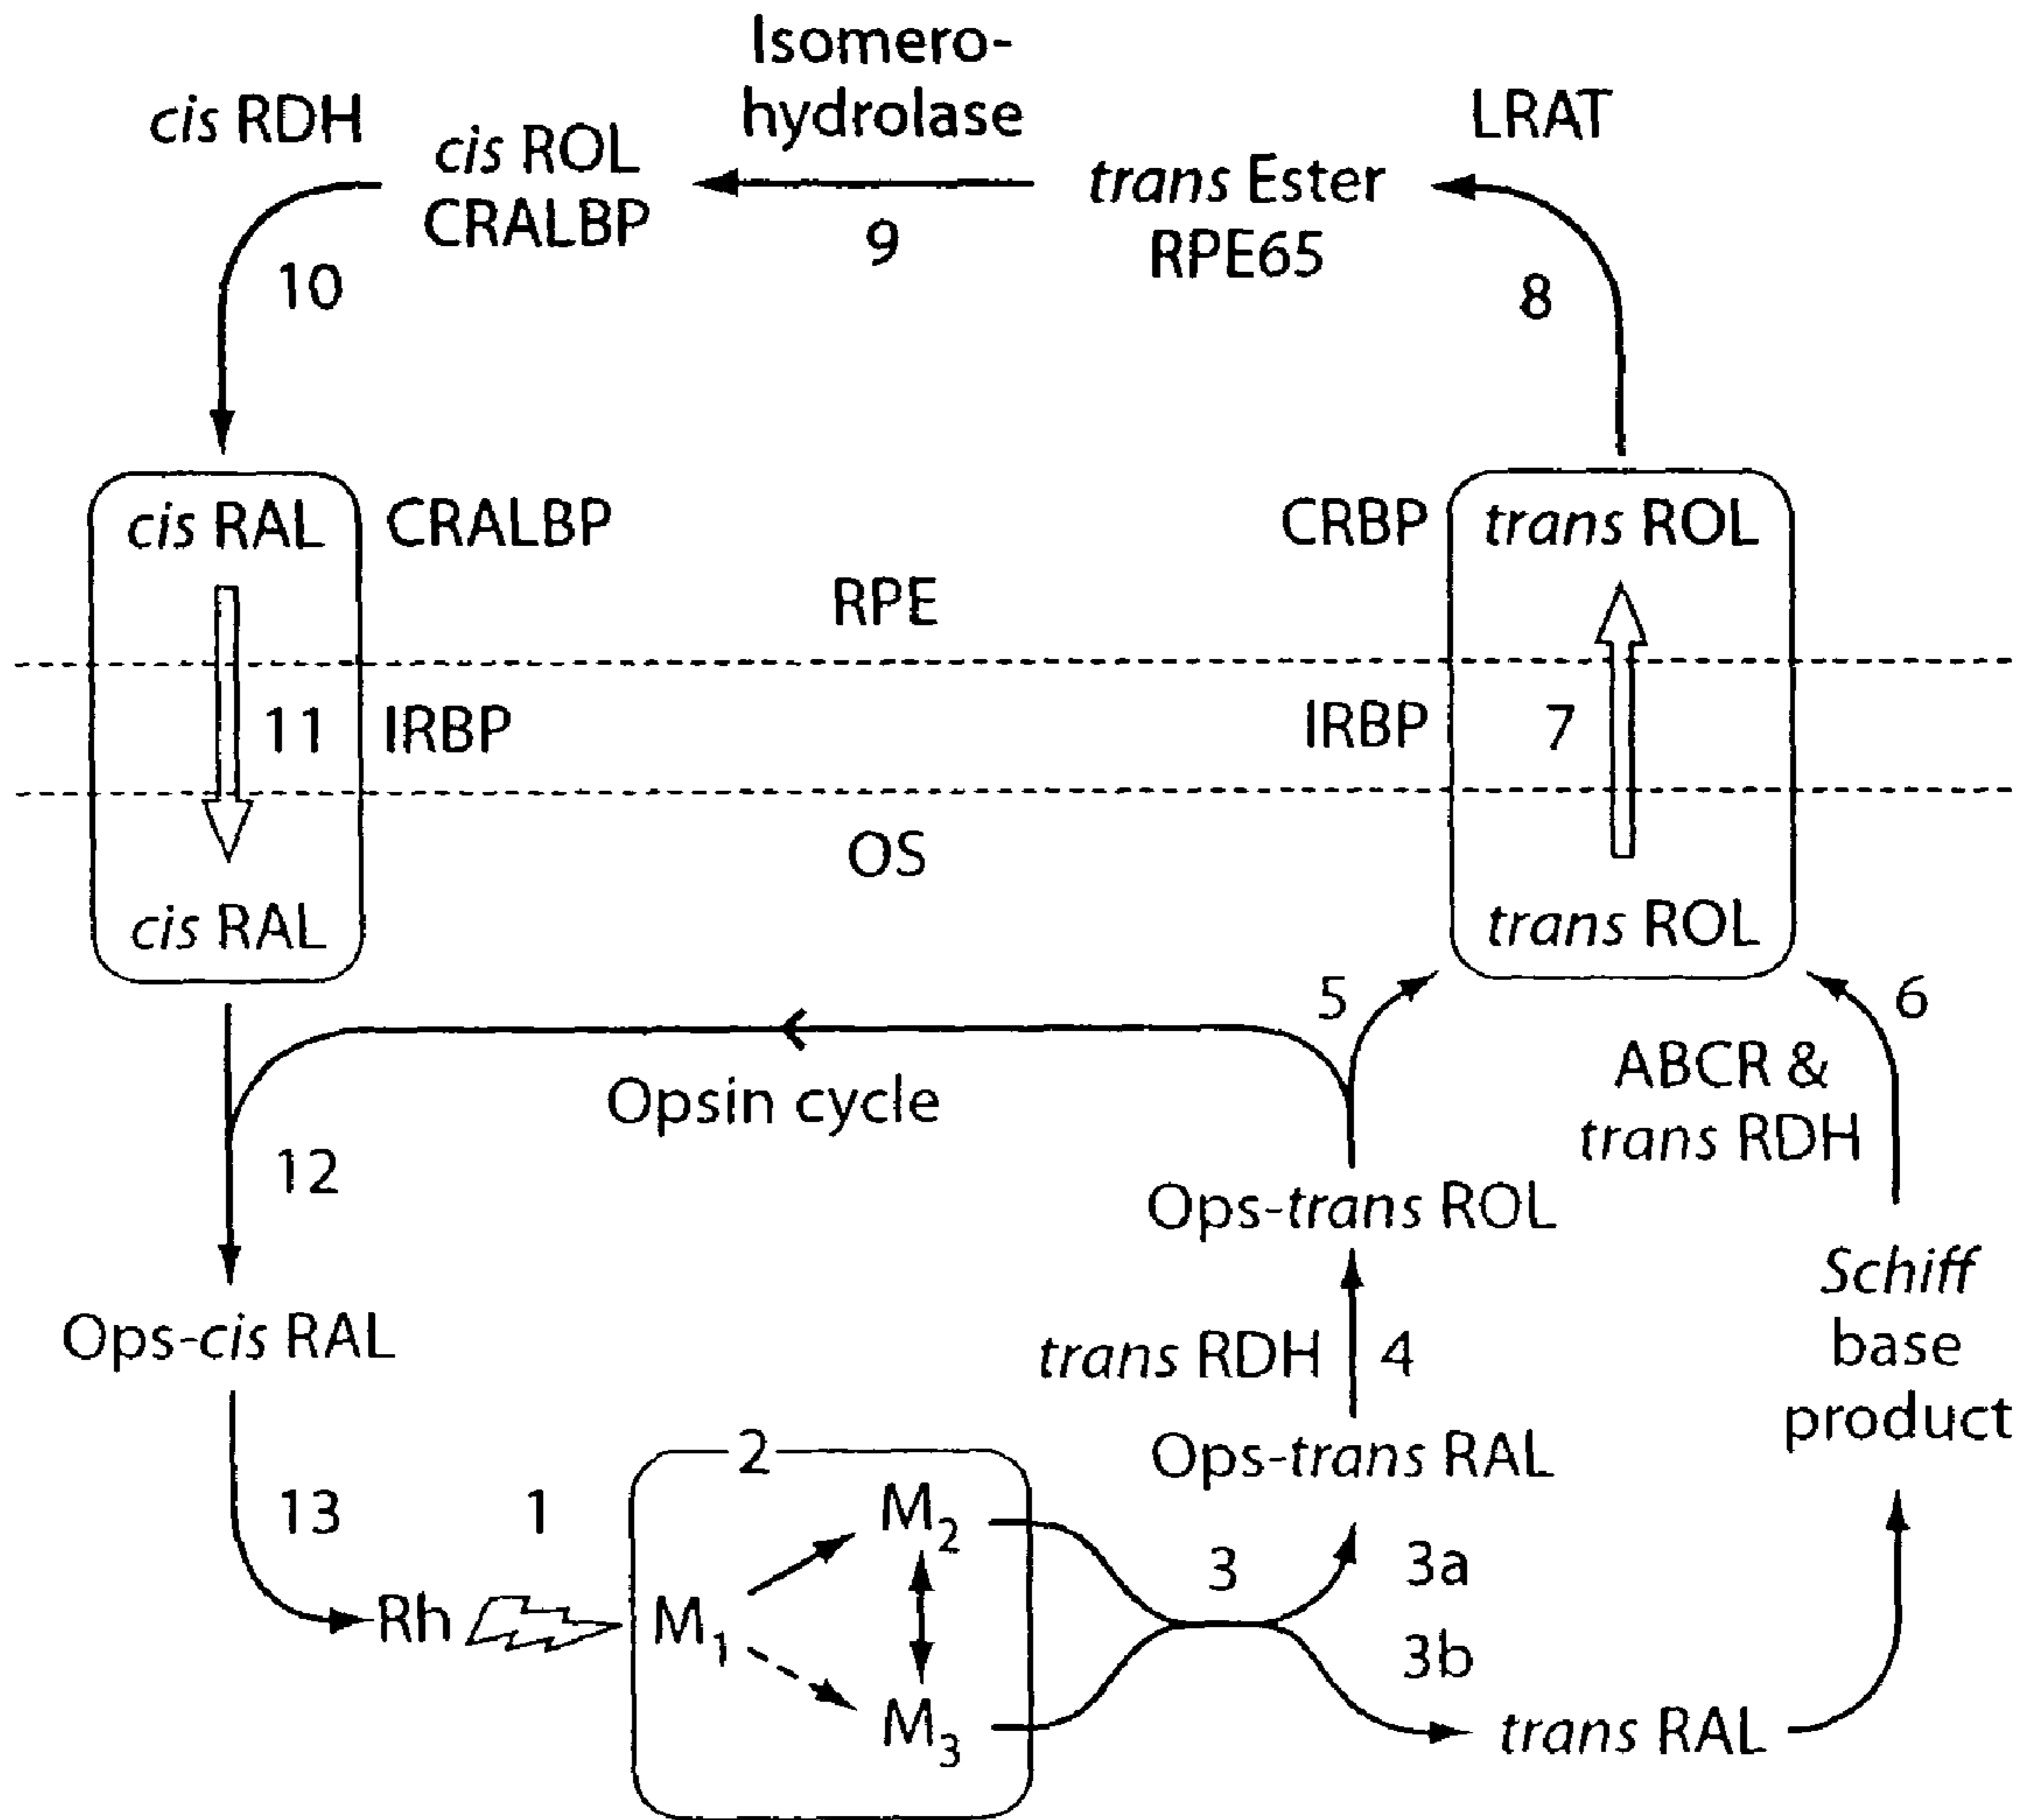 Isomero-
hydrolase
cis RDH
cis ROL
CRALBP
9
trans Ester
RPE65
LRAT
8
10
cis RAL
CRALBP
CRBP
trans ROL
RPE
11
IRBP
IRBP
7
OS
cis RAL
trans ROL
5
6
Opsin cycle
ABCR &
trans RDH
12
Ops-trans ROL
Schiff
base
product
Ops-cis RAL
trans RDH
4
Ops-trans RAL
13
1
2
M2
3
3a
Rh
M1
3b
M3
trans RAL